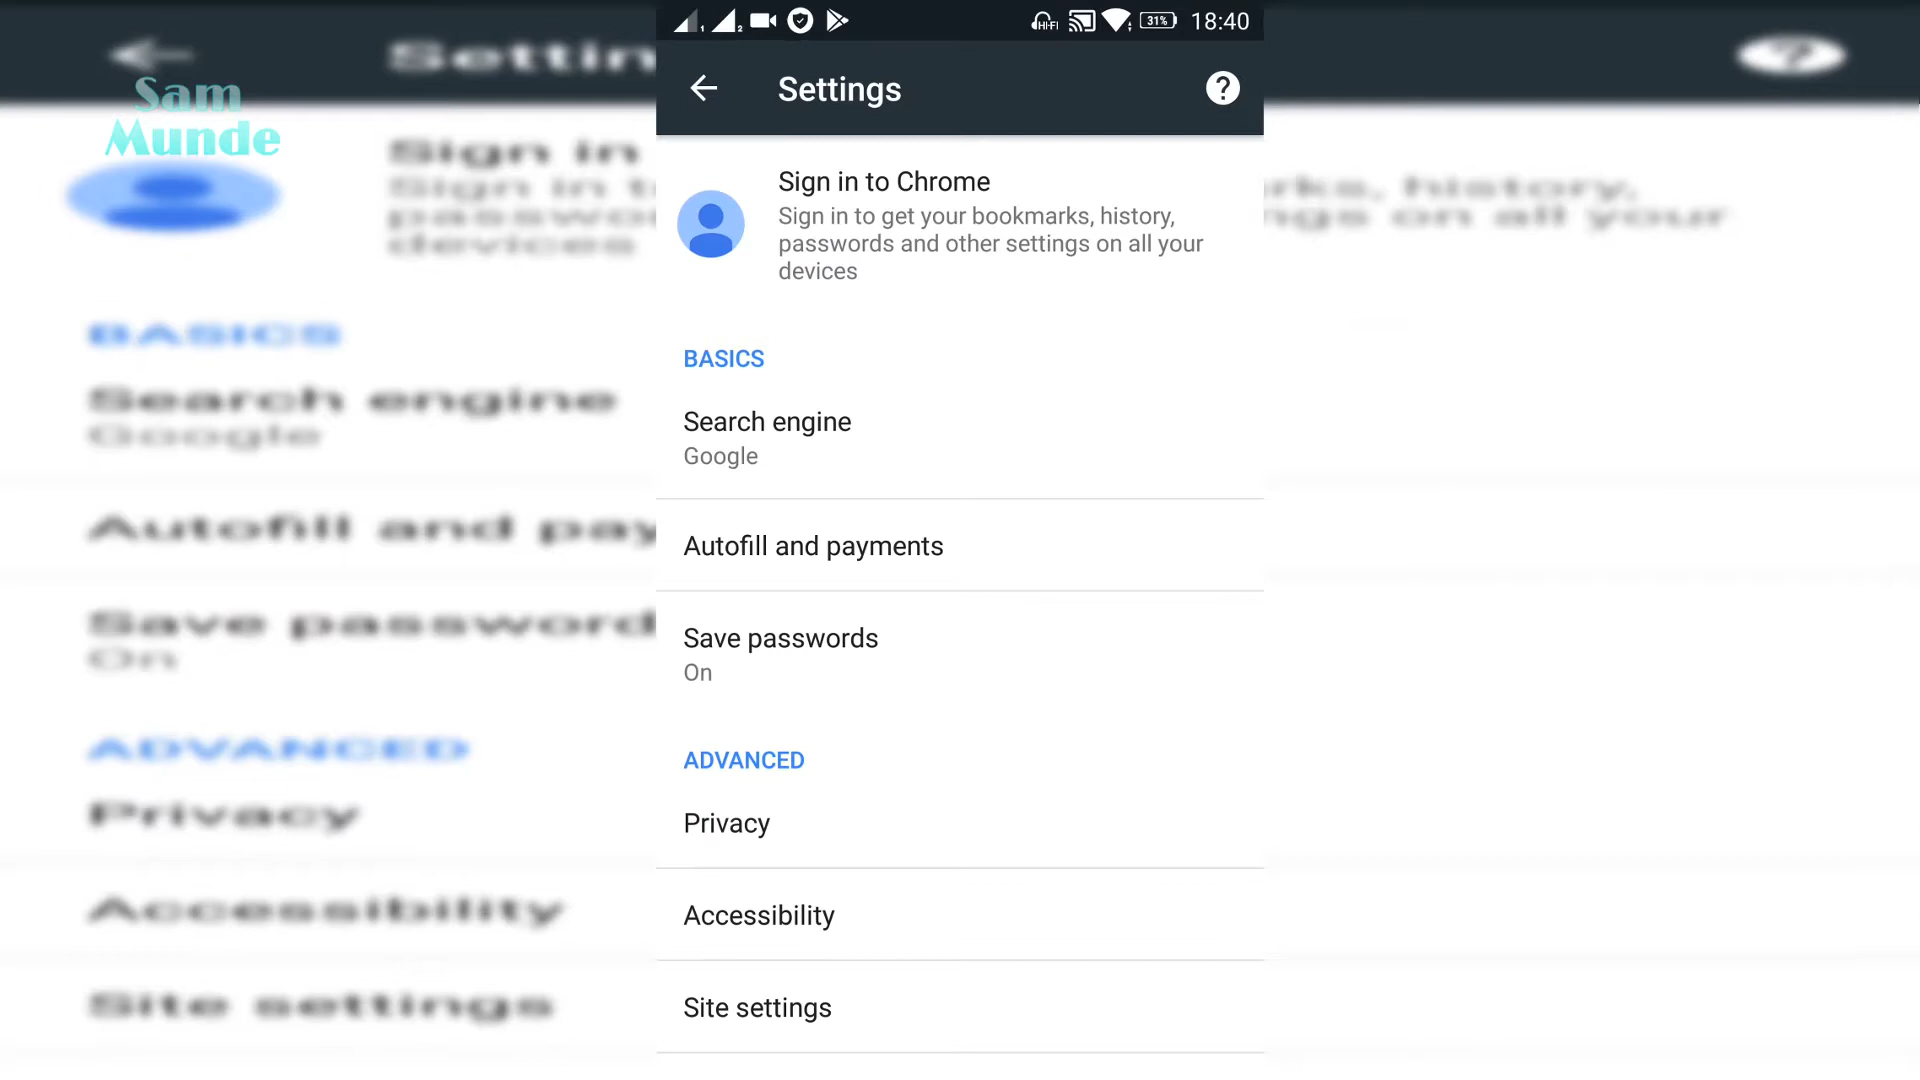 HI-FI 31% 18:40
Settings
Sam
Munde
Sign in to Chrome
Sign in to get your bookmarks, history,
passwords and other settings on all your
devices
BASICS
Search engine
Google
Autofill and payments
Save passwords
On
ADVANCED
Privacy
Accessibility
Site settings